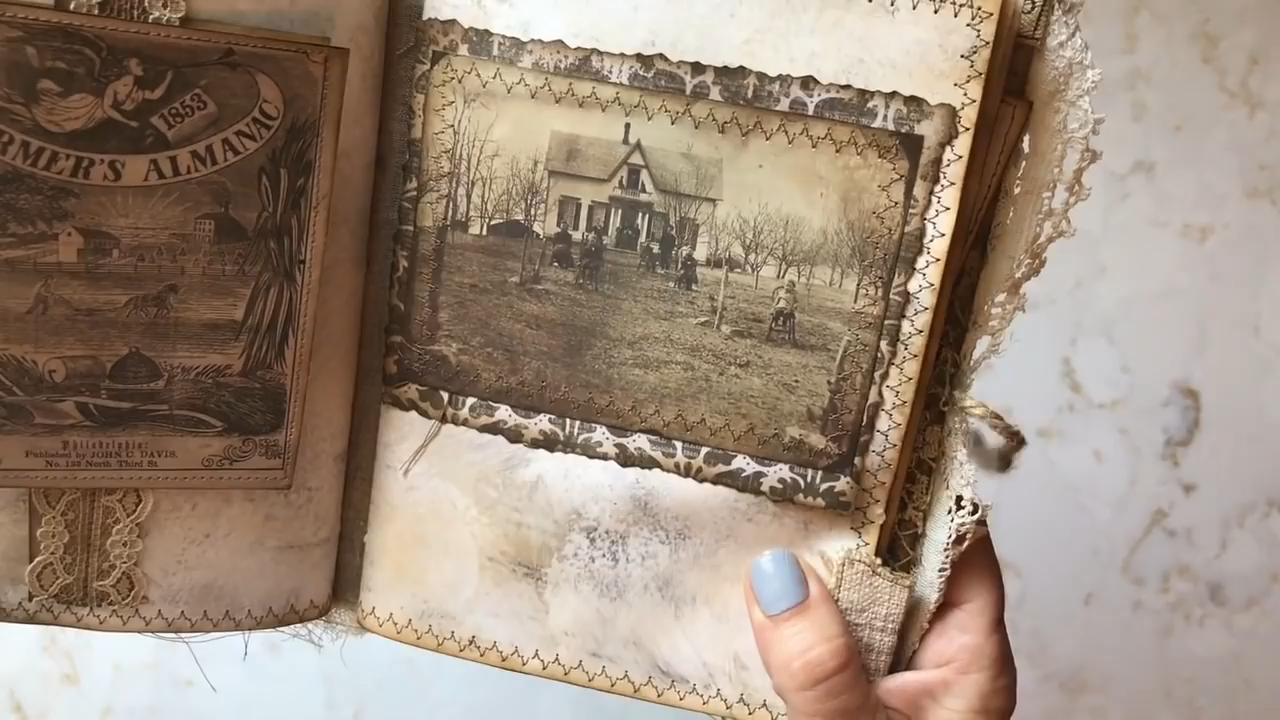 1853
RMER'S ALMANAC
Philadelphia:
Published by JOHN C. DAVIS,
No. 132 North Third St